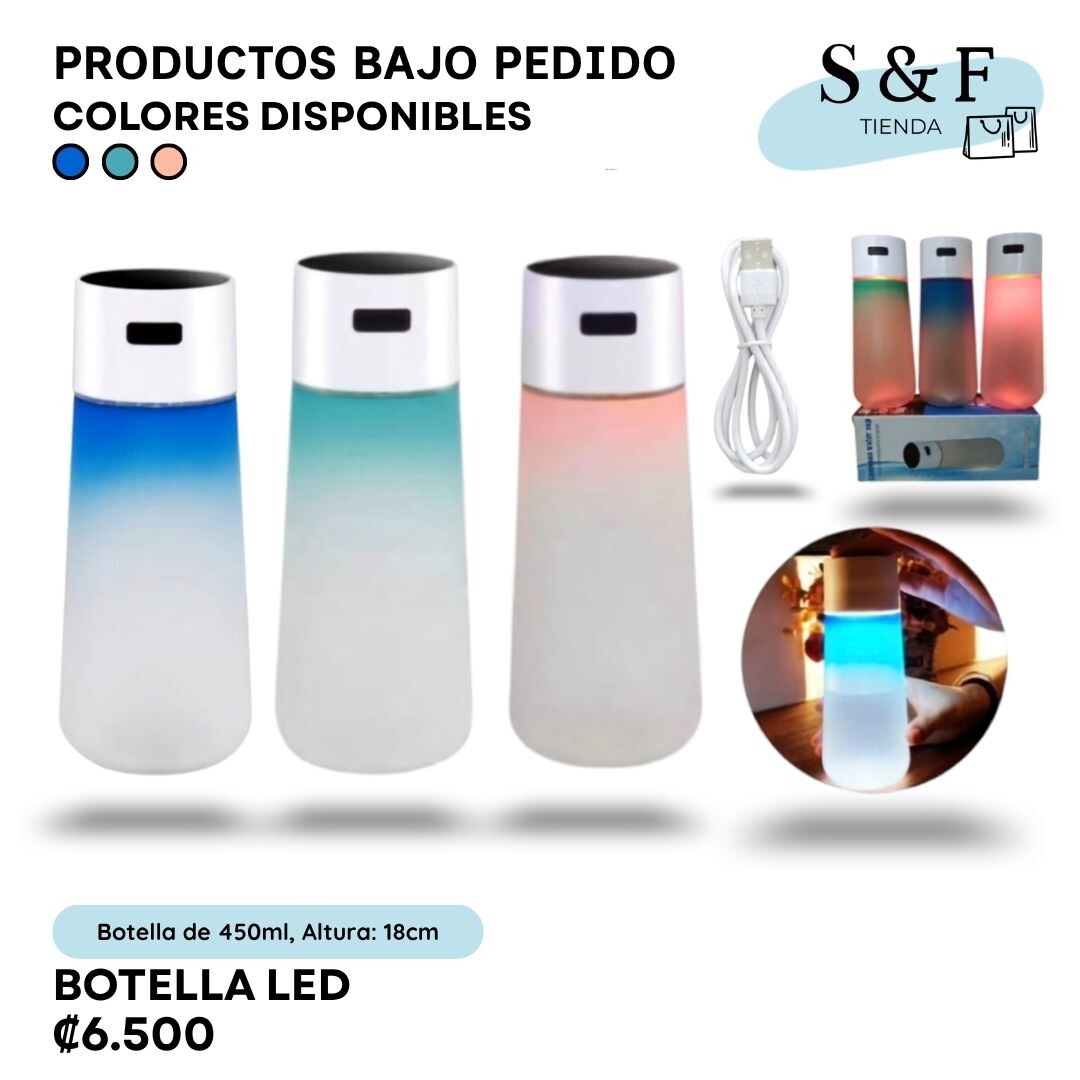 PRODUCTOS BAJO PEDIDO
COLORES DISPONIBLES
S & F
TIENDA
Botella de 450ml, Altura: 18cm
BOTELLA LED
₡6.500